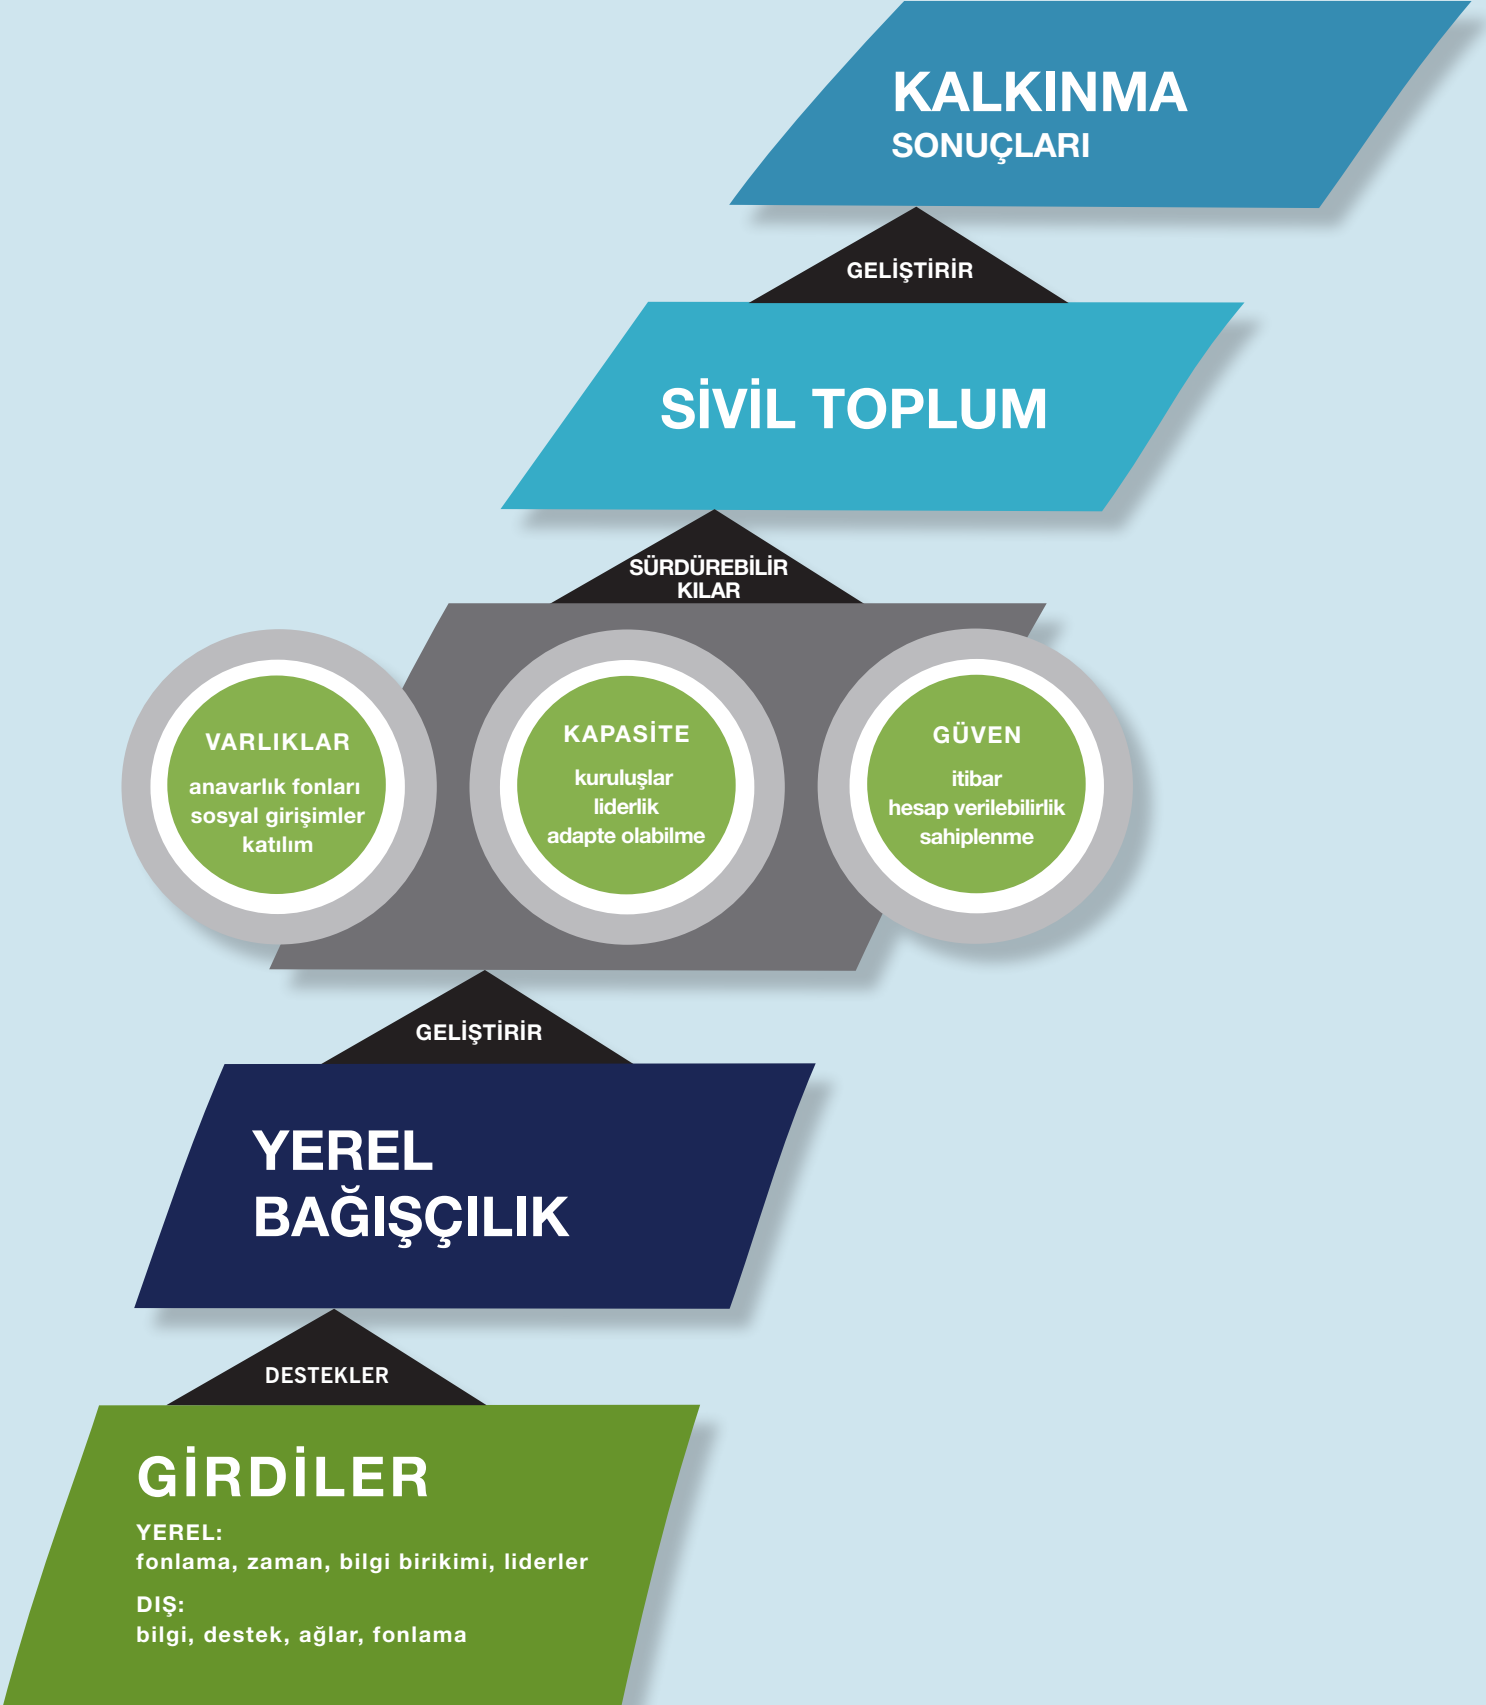 KALKINMA
SONUÇLARI
GELİŞTİRİR
SİVİL TOPLUM
SÜRDÜREBİLİR
KILAR
VARLIKLAR
anavarlık fonları
sosyal girişimler
katılım
KAPASİTE
kuruluşlar
liderlik
adapte olabilme
GÜVEN
itibar
hesap verilebilirlik
sahiplenme
GELİŞTİRİR
YEREL
BAĞIŞÇILIK
DESTEKLER
GİRDİLER
YEREL:
fonlama, zaman, bilgi birikimi, liderler
DIŞ:
bilgi, destek, ağlar, fonlama